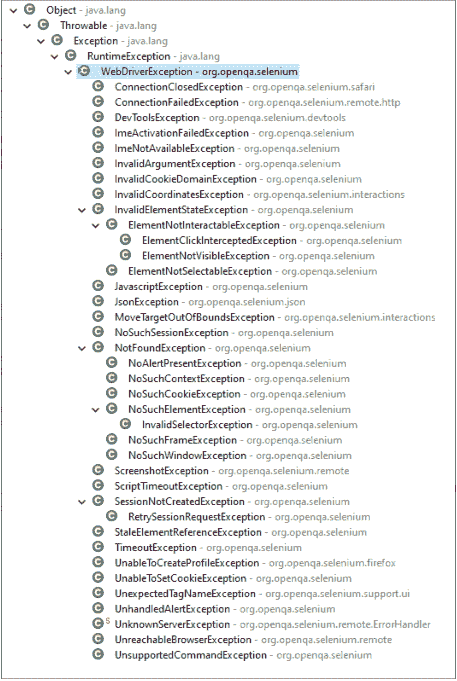 Object - java.lang
Throwable - java.lang
Exception - java.lang
RuntimeException - java.lang
WebDriverException - org.openqa.selenium
ConnectionClosedException - org.openqa.selenium.safari
ConnectionFailedException - org.openqa.selenium.remote.http
DevToolsException - org.openqa.selenium.devtools
ImeActivationFailedException - org.openqa.selenium
ImeNotAvailableException - org.openqa.selenium
InvalidArgumentException - org.openqa.selenium
InvalidCookieDomainException - org.openqa.selenium
InvalidCoordinatesException - org.openqa.selenium.interactions
InvalidElementStateException - org.openqa.selenium
ElementNotInteractableException - org.openqa.selenium
ElementClickInterceptedException - org.openqa.selenium
ElementNotVisibleException - org.openqa.selenium
ElementNotSelectableException - org.openqa.selenium
JavascriptException - org.openqa.selenium
JsonException - org.openqa.selenium.json
MoveTargetOutOfBoundsException - org.openqa.selenium.interactions
NoSuchSessionException - org.openqa.selenium
NotFoundException - org.openqa.selenium
NoAlertPresentException - org.openqa.selenium
NoSuchContextException - org.openqa.selenium
NoSuchCookieException - org.openqa.selenium
NoSuchElementException - org.openqa.selenium
InvalidSelectorException - org.openqa.selenium
NoSuchFrameException - org.openqa.selenium
NoSuchWindowException - org.openqa.selenium
ScreenshotException - org.openqa.selenium.remote
ScriptTimeoutException - org.openqa.selenium
SessionNotCreatedException - org.openqa.selenium
RetrySessionRequestException - org.openqa.selenium
StaleElementReferenceException - org.openqa.selenium
TimeoutException - org.openqa.selenium
UnableToCreateProfileException - org.openqa.selenium.firefox
UnableToSetCookieException - org.openqa.selenium
UnexpectedTagNameException - org.openqa.selenium.support.ui
UnhandledAlertException - org.openqa.selenium
UnknownServerException - org.openqa.selenium.remote.ErrorHandler
UnreachableBrowserException - org.openqa.selenium.remote
UnsupportedCommandException - org.openqa.selenium